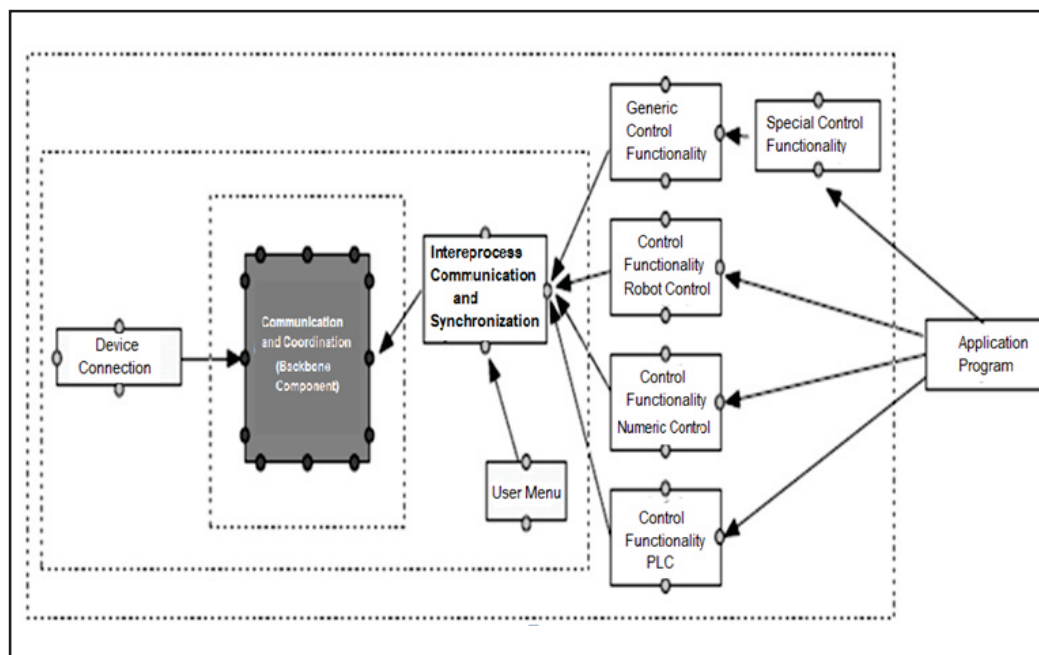 Generic
Control
Functionality
Special Control
Functionality
Intereprocess
Communication
and
Synchronization
Control
Functionality
Robot Control
Communication
and Coordination
(Backbone
Component)
Device
Connection
Application
Program
Control
Functionality
Numeric Control
User Menu
Control
Functionality
PLC